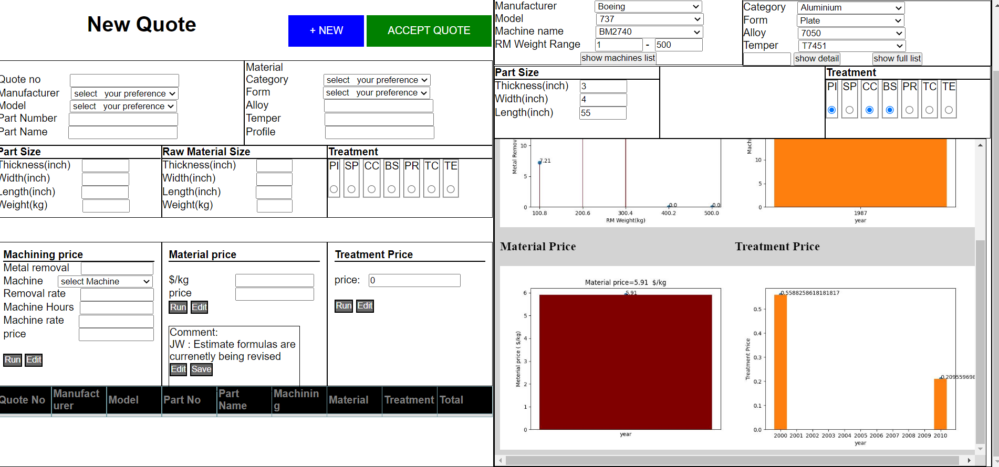 New Quote
+ NEW
ACCEPT QUOTE
Quote no
Manufacturer select your preference
Model select your preference
Part Number
Part Name
Material
Category select your preference
Form select your preference
Alloy
Temper
Profile
Part Size
Thickness(inch)
Width(inch)
Length(inch)
Weight(kg)
Raw Material Size
Thickness(inch)
Width(inch)
Length(inch)
Weight(kg)
Treatment
PI SP CC BS PR TC TE
Machining price
Metal removal
Machine select Machine
Removal rate
Machine Hours
Machine rate
price
Run Edit
Material price
$/kg
price
Run Edit
Comment:
JW : Estimate formulas are
currenetly being revised
Edit Save
Treatment Price
price: 0
Run Edit
Quote No Manufact
urer Model Part No Part
Name Machinin
g Material Treatment Total
Manufacturer Boeing
Model 737
Machine name BM2740
RM Weight Range 1 - 500
show machines list
Category Aluminium
Form Plate
Alloy 7050
Temper T7451
show detail show full list
Part Size
Thickness(inch) 3
Width(inch) 4
Length(inch) 55
Treatment
PI SP CC BS PR TC TE
Metal Remov
10
5
0
7.21
0.0
0.0
100.8 200.6 300.4 400.2 500.0
RM Weight(kg)
Machi
10
5
0
1987
year
Material Price
Treatment Price
Material price=5.91 $/kg
5.91
Meterial price ( $/kg)
6
5
4
3
2
1
0
year
0.5588258618181817
0.209559698
Treatment Price
0.5
0.4
0.3
0.2
0.1
0.0
2000 2001 2002 2003 2004 2005 2006 2007 2008 2009 2010
year